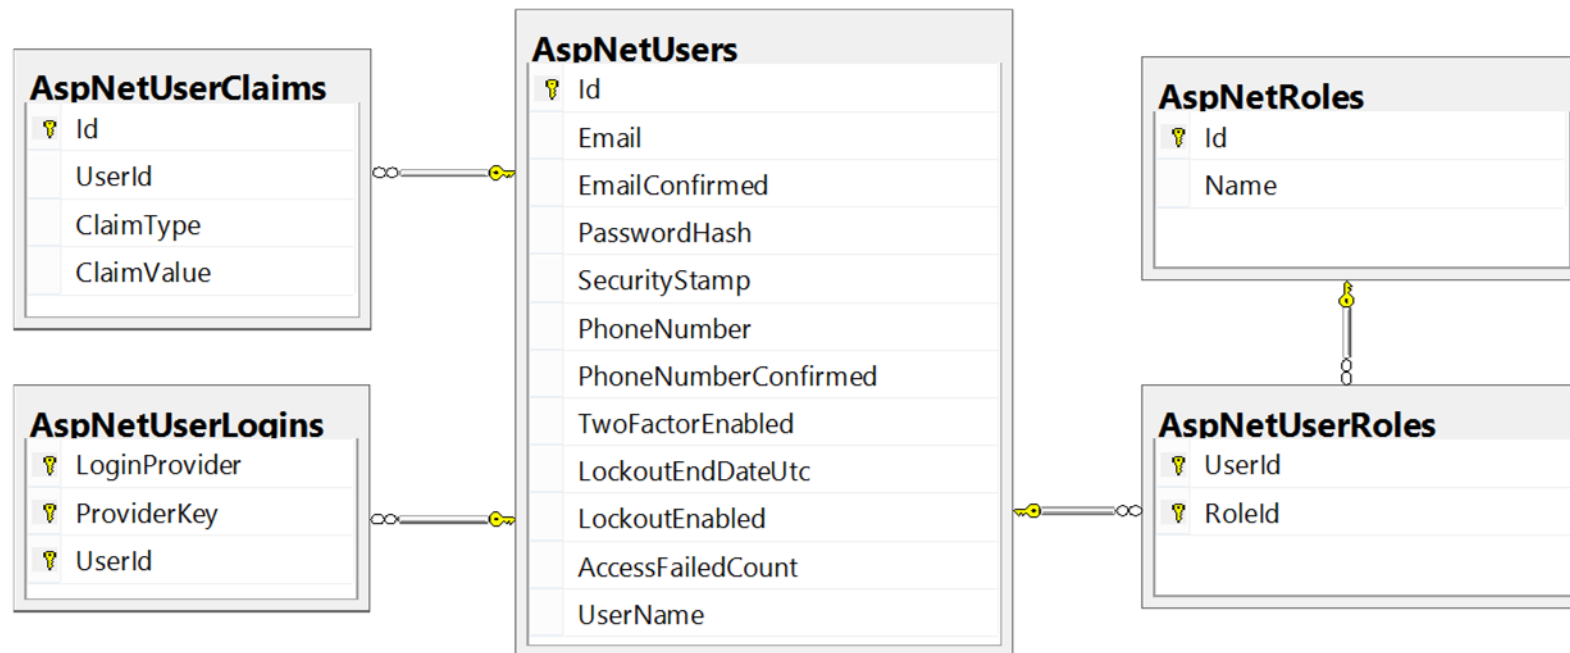 AspNetUserClaims
Id
UserId
ClaimType
ClaimValue
AspNetUserLogins
LoginProvider
ProviderKey
UserId
AspNetUsers
Id
Email
EmailConfirmed
PasswordHash
SecurityStamp
PhoneNumber
PhoneNumberConfirmed
TwoFactorEnabled
LockoutEndDateUtc
LockoutEnabled
AccessFailedCount
UserName
AspNetRoles
Id
Name
AspNetUserRoles
UserId
RoleId